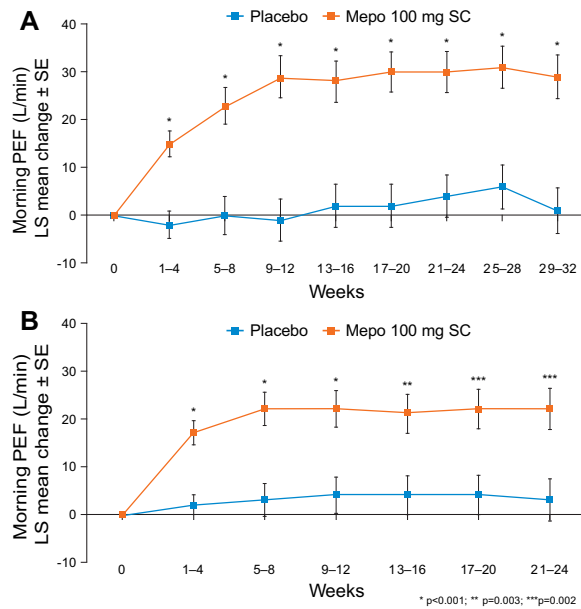 A
Placebo Mepo 100 mg SC
Morning PEF (L/min)
LS mean change ± SE
40
30
20
10
0
-10
* * * * * * * *
0 1–4 5–8 9–12 13–16 17–20 21–24 25–28 29–32
Weeks
B
Placebo Mepo 100 mg SC
Morning PEF (L/min)
LS mean change ± SE
40
30
20
10
0
-10
* * * ** *** ***
0 1–4 5–8 9–12 13–16 17–20 21–24
Weeks
* p<0.001; ** p=0.003; ***p=0.002